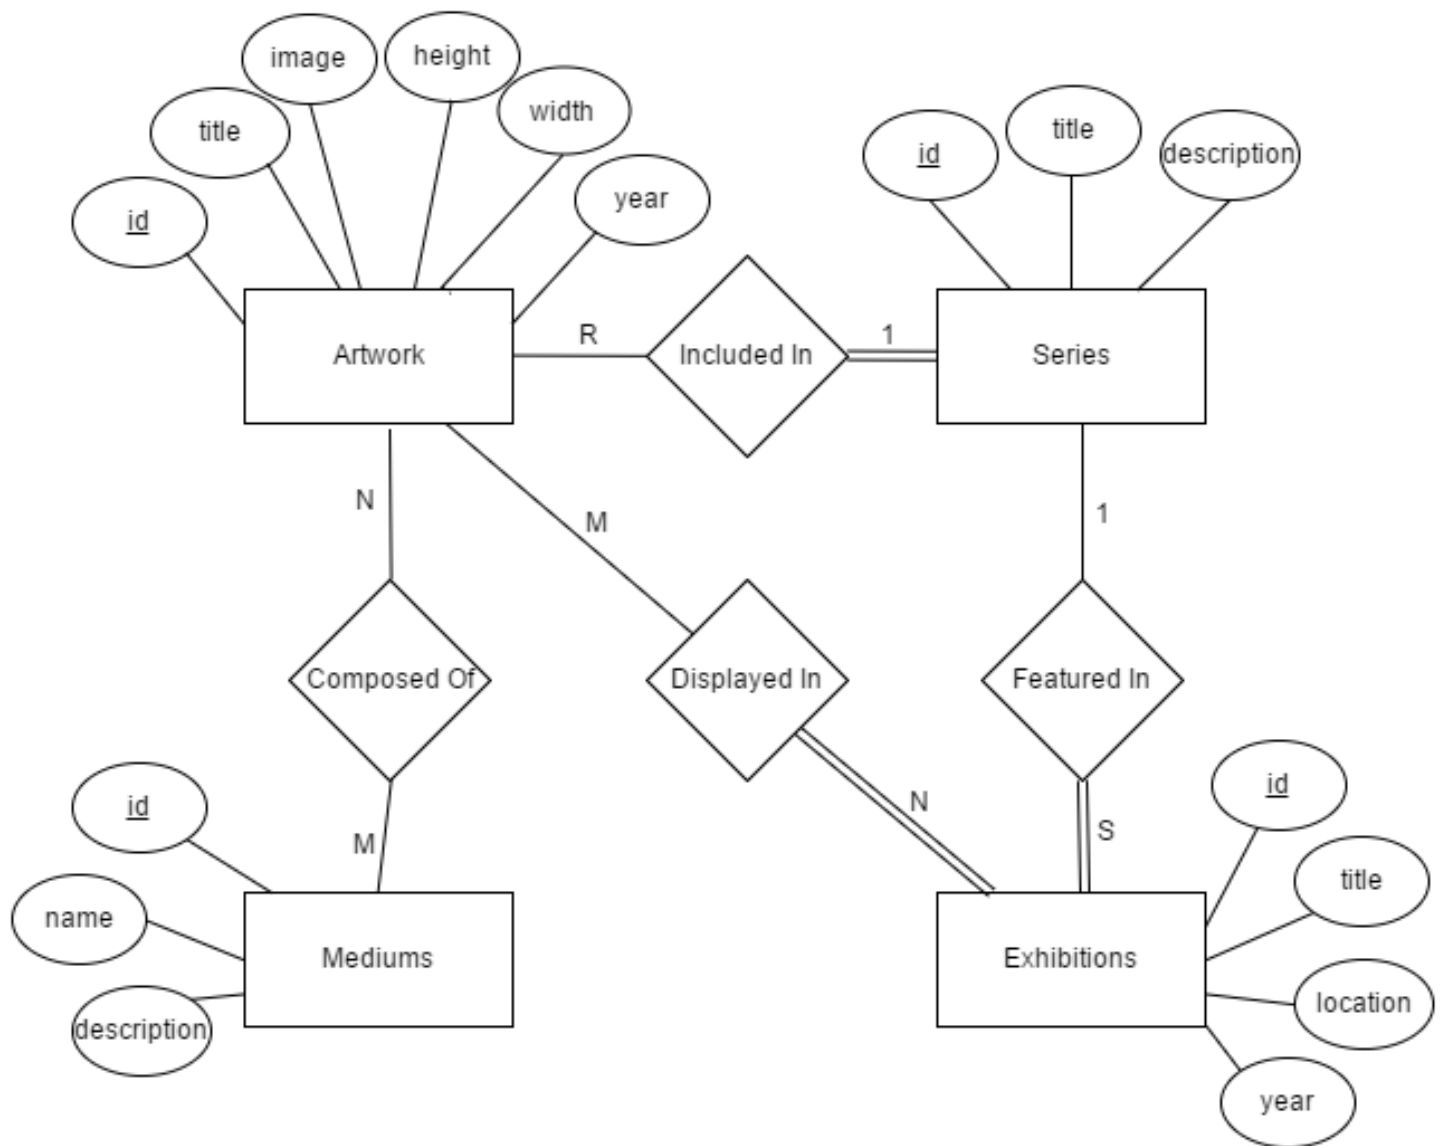 image
height
width
title
year
id
id
title
description
Artwork
R
Included In
1
Series
N
M
1
Composed Of
Displayed In
Featured In
M
N
S
id
name
description
Mediums
Exhibitions
id
title
location
year